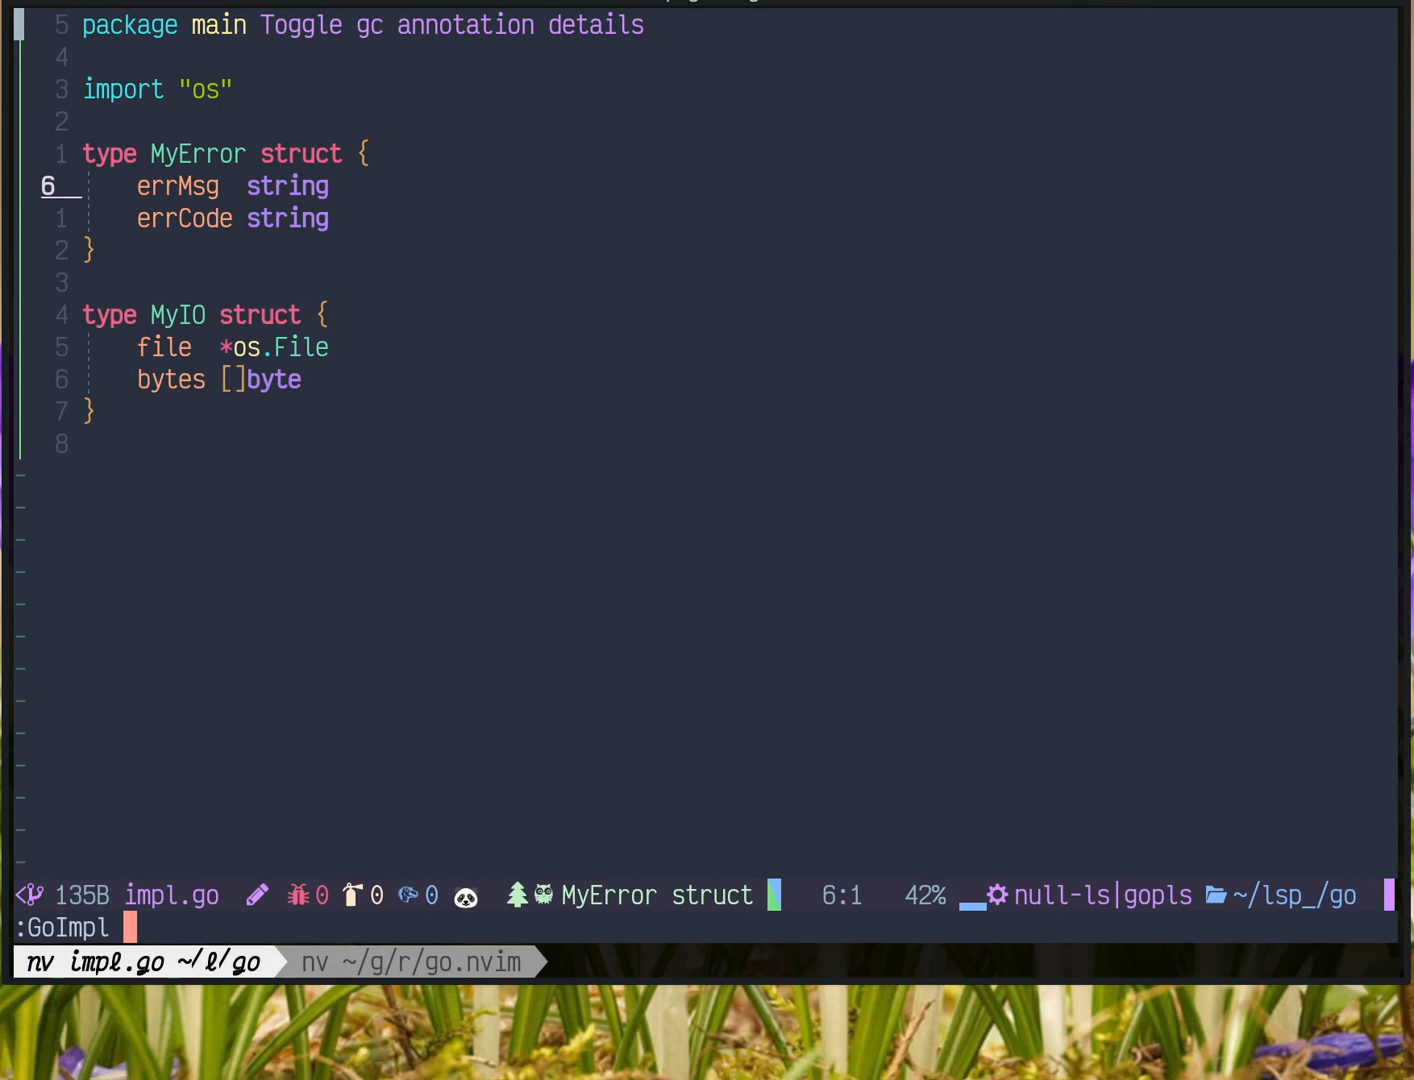 5 package main Toggle gc annotation details
4
3 import "os"
2
1 type MyError struct {
6 errMsg string
1 errCode string
2 }
3
4 type MyIO struct {
5 file *os.File
6 bytes []byte
7 }
8
~
~
~
~
~
~
~
~
~
~
~
~
~
135B impl.go 0 0 0 MyError struct 6:1 42% null-ls|gopls ~/lsp_/go
:GoImpl
nv impl.go ~/l/go nv ~/g/r/go.nvim